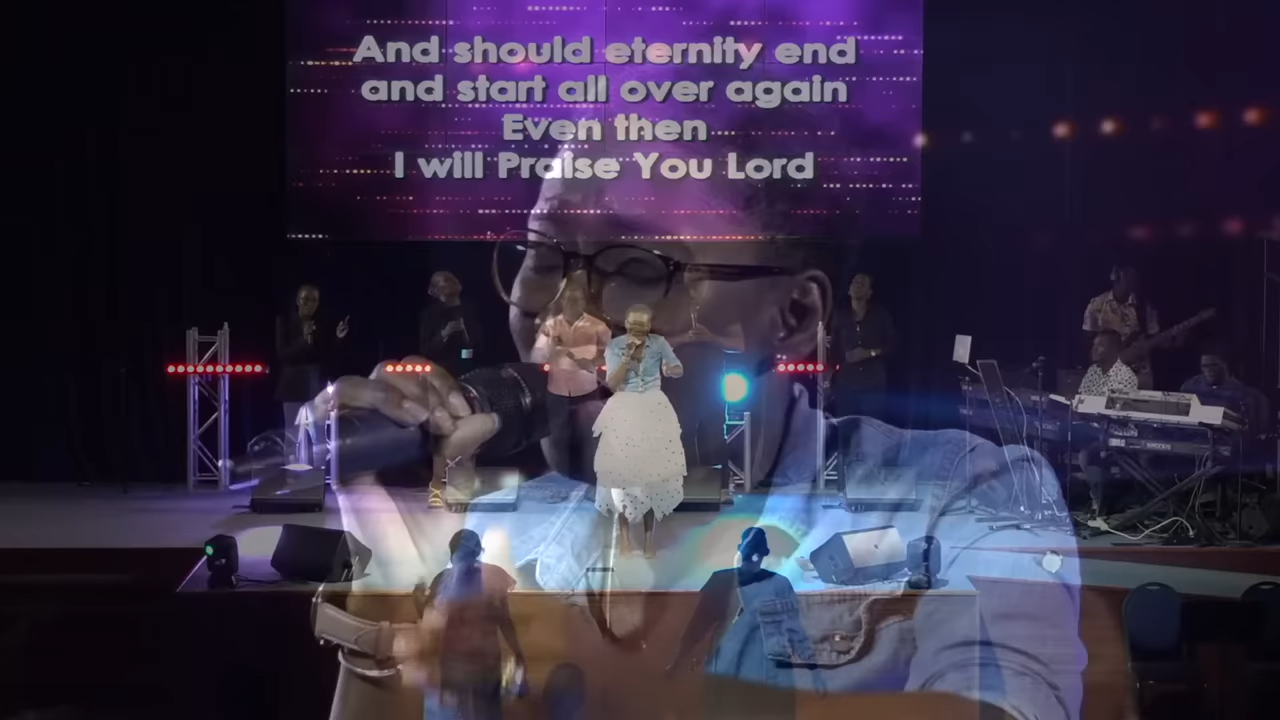 And should eternity end
and start all over again
Even then
I will Praise You Lord